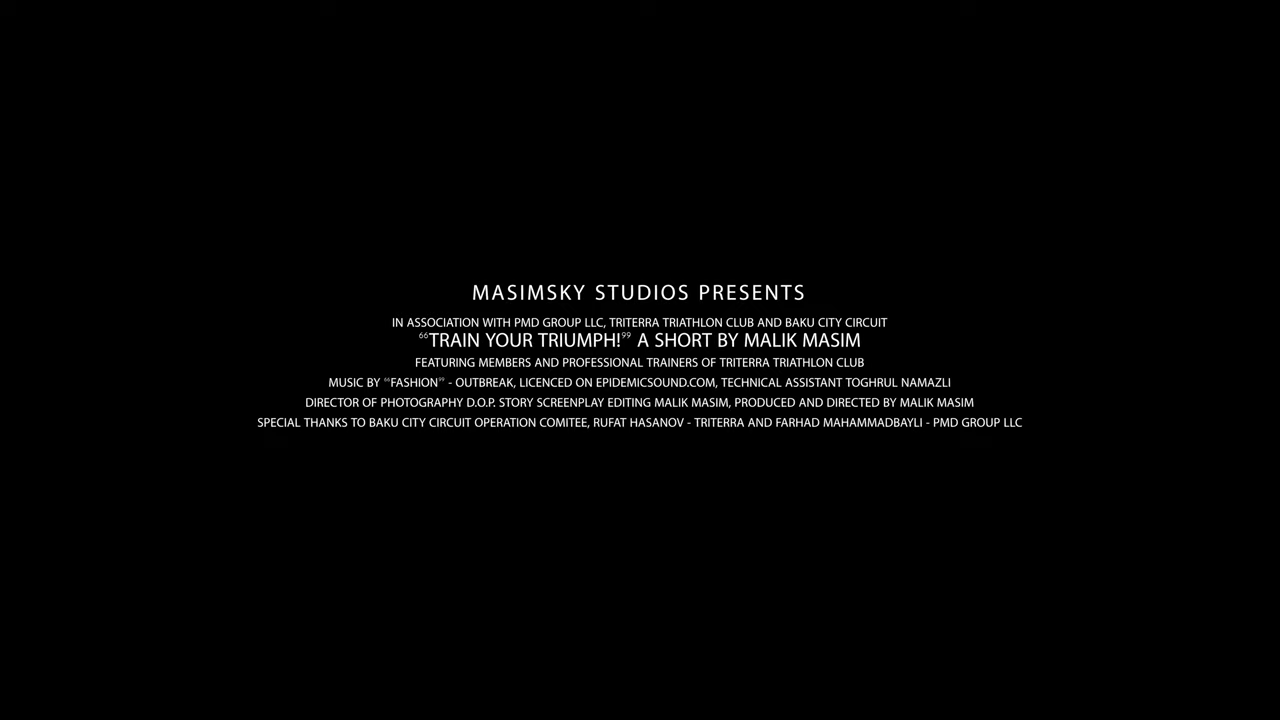 MASIMSKY STUDIOS PRESENTS
IN ASSOCIATION WITH PMD GROUP LLC, TRITERRA TRIATHLON CLUB AND BAKU CITY CIRCUIT
“TRAIN YOUR TRIUMPH!” A SHORT BY MALIK MASIM
FEATURING MEMBERS AND PROFESSIONAL TRAINERS OF TRITERRA TRIATHLON CLUB
MUSIC BY “FASHION” - OUTBREAK, LICENCED ON EPIDEMICSOUND.COM, TECHNICAL ASSISTANT TOGHRUL NAMAZLI
DIRECTOR OF PHOTOGRAPHY D.O.P. STORY SCREENPLAY EDITING MALIK MASIM, PRODUCED AND DIRECTED BY MALIK MASIM
SPECIAL THANKS TO BAKU CITY CIRCUIT OPERATION COMITEE, RUFAT HASANOV - TRITERRA AND FARHAD MAHAMMADBAYLI - PMD GROUP LLC